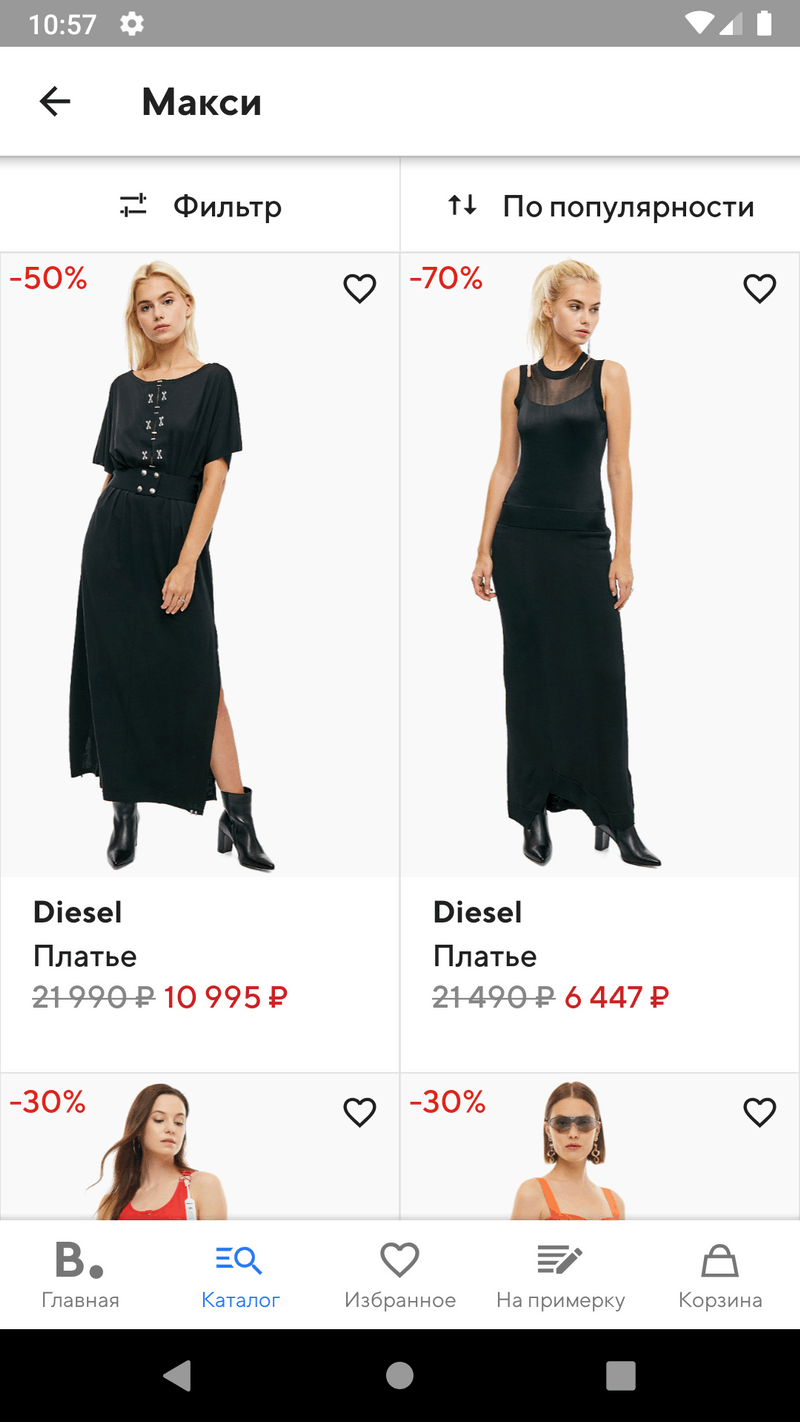 10:57
Макси
Фильтр
По популярности
-50%
-70%
Diesel
Платье
21 990 ₽ 10 995 ₽
Diesel
Платье
21 490 ₽ 6 447 ₽
-30%
-30%
B.
Главная
Каталог
Избранное
На примерку
Корзина